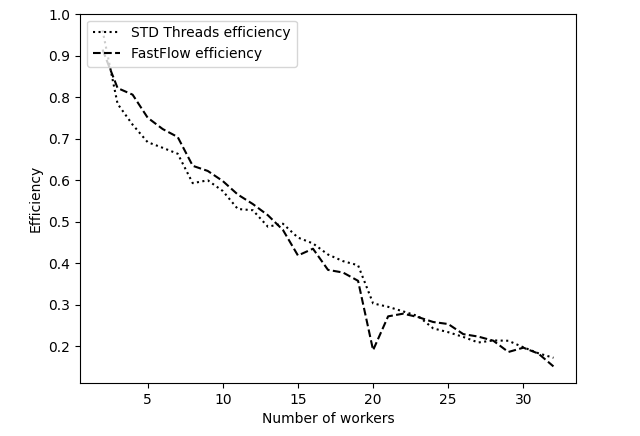 STD Threads efficiency
FastFlow efficiency
1.0
0.9
0.8
0.7
0.6
0.5
0.4
0.3
0.2
Efficiency
5 10 15 20 25 30
Number of workers